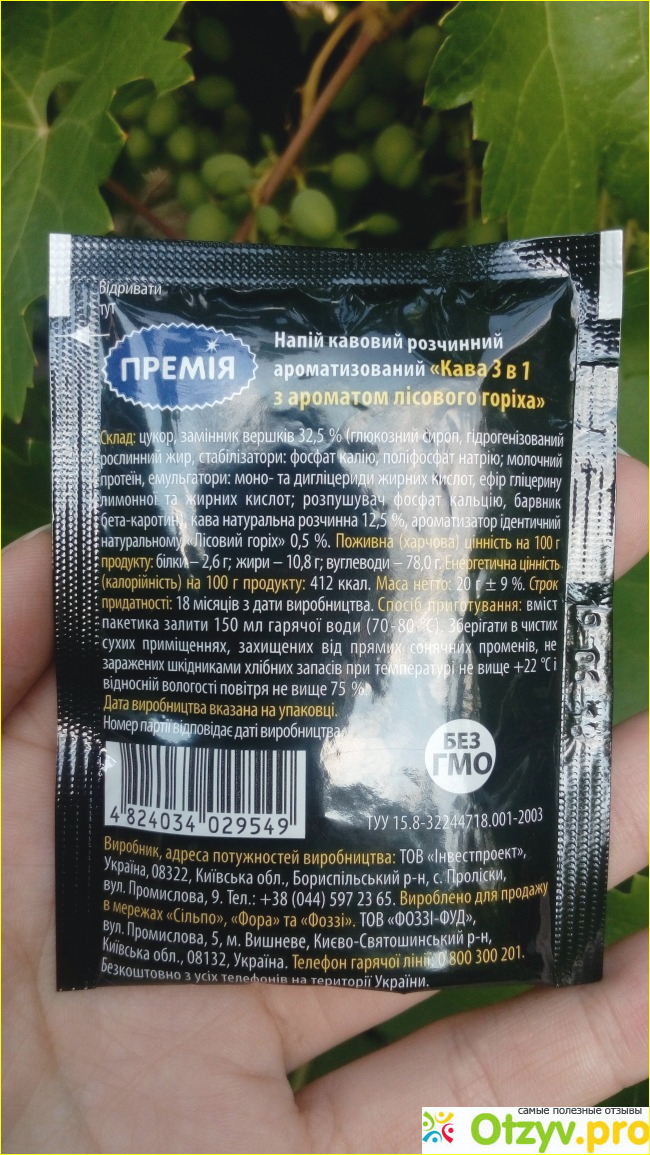 Відривати
тут
ПРЕМІЯ
Напій кавовий розчинний
ароматизований «Кава 3 в 1
з ароматом лісового горіха»
Склад: цукор, замінник вершків 32,5 % (глюкозний сироп, гідрогенізований
рослинний жир, стабілізатори: фосфат калію, поліфосфат натрію; молочний
протеїн, емульгатори: моно- та дигліцериди жирних кислот, ефір гліцерину
лимонної та жирних кислот; розпушувач фосфат кальцію, барвник
бета-каротин), кава натуральна розчинна 12,5 %, ароматизатор ідентичний
натуральному «Лісовий горіх» 0,5 %. Поживна (харчова) цінність на 100 г
продукту: білки – 2,6 г; жири – 10,8 г; вуглеводи – 78,0 г. Енергетична цінність
(калорійність) на 100 г продукту: 412 ккал. Маса нетто: 20 г ± 9 %. Строк
придатності: 18 місяців з дати виробництва. Спосіб приготування: вміст
пакетика залити 150 мл гарячої води (70-80 °С). Зберігати в чистих
сухих приміщеннях, захищених від прямих сонячних променів, не
заражених шкідниками хлібних запасів при температурі не вище +22 °С і
відносній вологості повітря не вище 75 %.
Дата виробництва вказана на упаковці.
Номер партії відповідає даті виробництва.
БЕЗ
ГМО
4 824034 029549
ТУУ 15.8-32244718.001-2003
Виробник, адреса потужностей виробництва: ТОВ «Інвестпроект»,
Україна, 08322, Київська обл., Бориспільський р-н, с. Проліски,
вул. Промислова, 9. Тел.: +38 (044) 597 23 65. Вироблено для продажу
в мережах «Сільпо», «Фора» та «Фоззі». ТОВ «ФОЗЗІ-ФУД»,
вул. Промислова, 5, м. Вишневе, Києво-Святошинський р-н,
Київська обл., 08132, Україна. Телефон гарячої лінії: 0 800 300 201.
Безкоштовно з усіх телефонів на території України.
самые полезные отзывы
Otzyv.pro